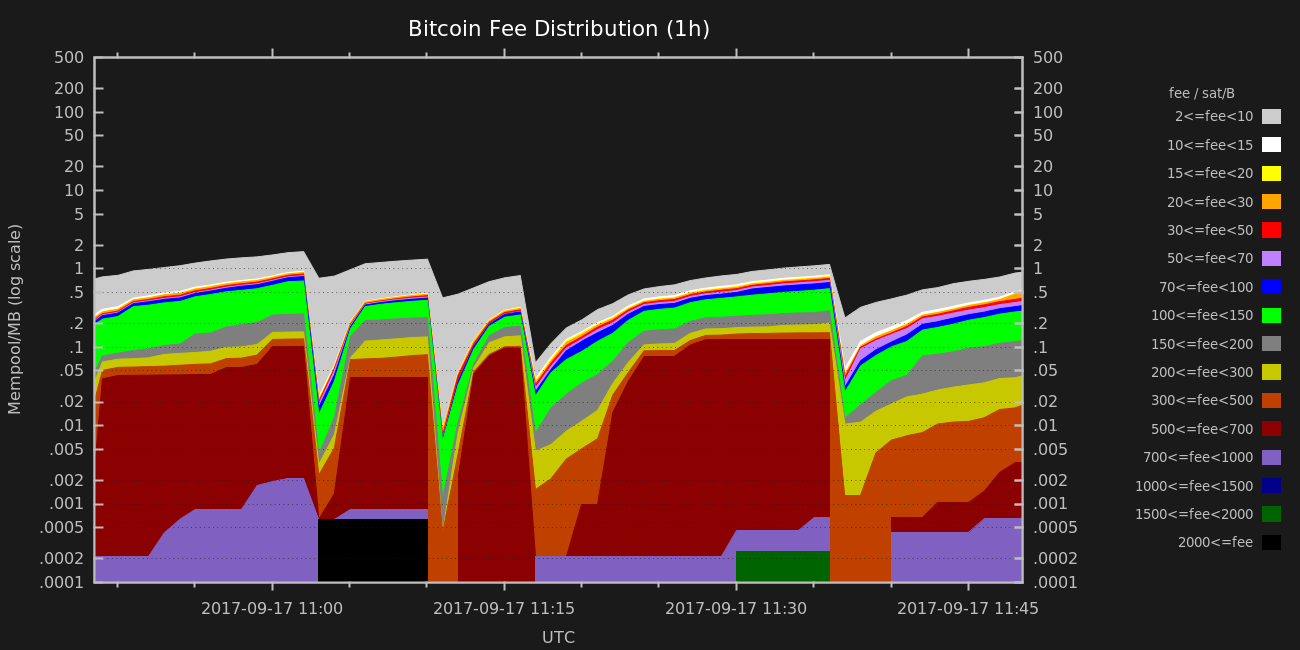 Bitcoin Fee Distribution (1h)
500
200
100
50
20
10
5
2
1
.5
.2
.1
.05
.02
.01
.005
.002
.001
.0005
.0002
.0001
Mempool/MB (log scale)
500
200
100
50
20
10
5
2
1
.5
.2
.1
.05
.02
.01
.005
.002
.001
.0005
.0002
.0001
2017-09-17 11:00
2017-09-17 11:15
2017-09-17 11:30
2017-09-17 11:45
UTC
fee / sat/B
2<=fee<10
10<=fee<15
15<=fee<20
20<=fee<30
30<=fee<50
50<=fee<70
70<=fee<100
100<=fee<150
150<=fee<200
200<=fee<300
300<=fee<500
500<=fee<700
700<=fee<1000
1000<=fee<1500
1500<=fee<2000
2000<=fee